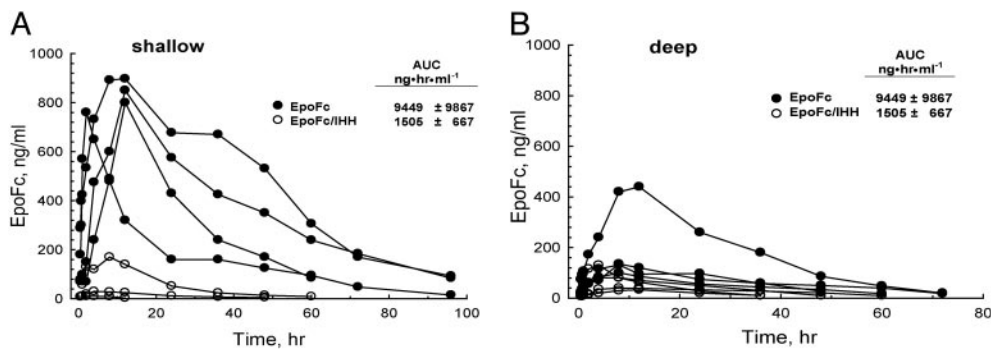 A
shallow
AUC
ng•hr•ml-1
EpoFc 9449 ± 9867
EpoFc/IHH 1505 ± 667
1000
800
600
400
200
0
EpoFc, ng/ml
0 20 40 60 80 100
Time, hr
B
deep
AUC
ng•hr•ml-1
EpoFc 9449 ± 9867
EpoFc/IHH 1505 ± 667
1000
800
600
400
200
0
EpoFc, ng/ml
0 20 40 60 80
Time, hr